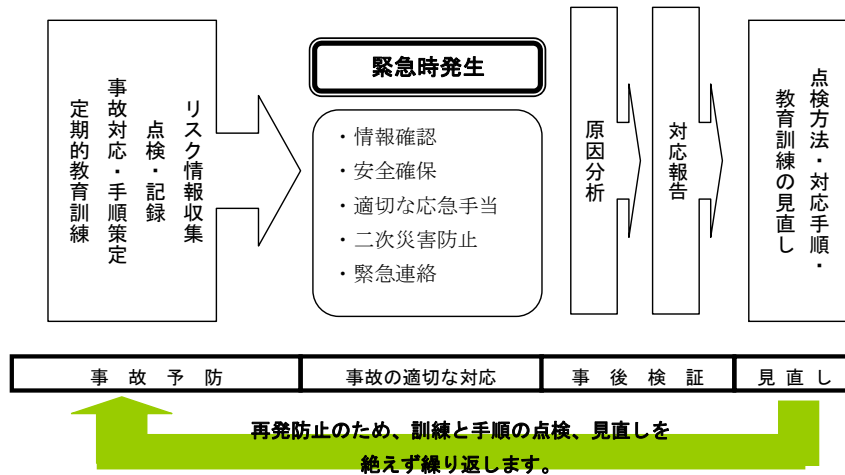 リスク情報収集
点検・記録
事故対応・手順策定
定期的教育訓練
緊急時発生
・情報確認
・安全確保
・適切な応急手当
・二次災害防止
・緊急連絡
原因分析
対応報告
点検方法・対応手順・
教育訓練の見直し
事故予防
事故の適切な対応
事後検証
見直し
再発防止のため、訓練と手順の点検、見直しを
絶えず繰り返します。